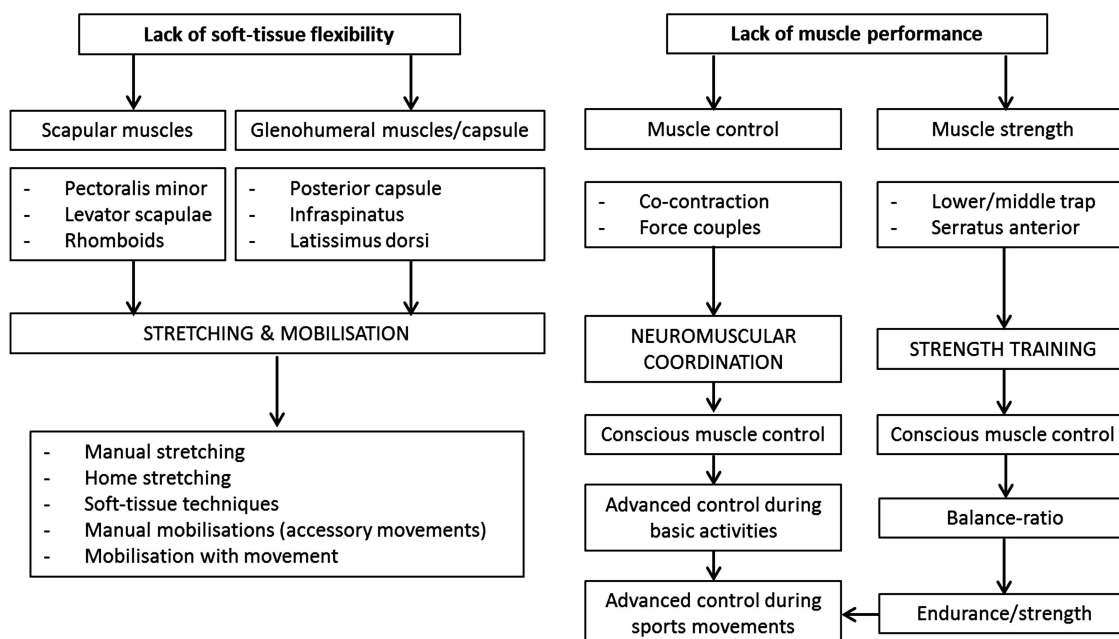 Lack of soft-tissue flexibility
Scapular muscles
Glenohumeral muscles/capsule
- Pectoralis minor
- Levator scapulae
- Rhomboids
- Posterior capsule
- Infraspinatus
- Latissimus dorsi
STRETCHING & MOBILISATION
- Manual stretching
- Home stretching
- Soft-tissue techniques
- Manual mobilisations (accessory movements)
- Mobilisation with movement
Lack of muscle performance
Muscle control
Muscle strength
- Co-contraction
- Force couples
- Lower/middle trap
- Serratus anterior
NEUROMUSCULAR
COORDINATION
STRENGTH TRAINING
Conscious muscle control
Conscious muscle control
Advanced control during
basic activities
Balance-ratio
Advanced control during
sports movements
Endurance/strength